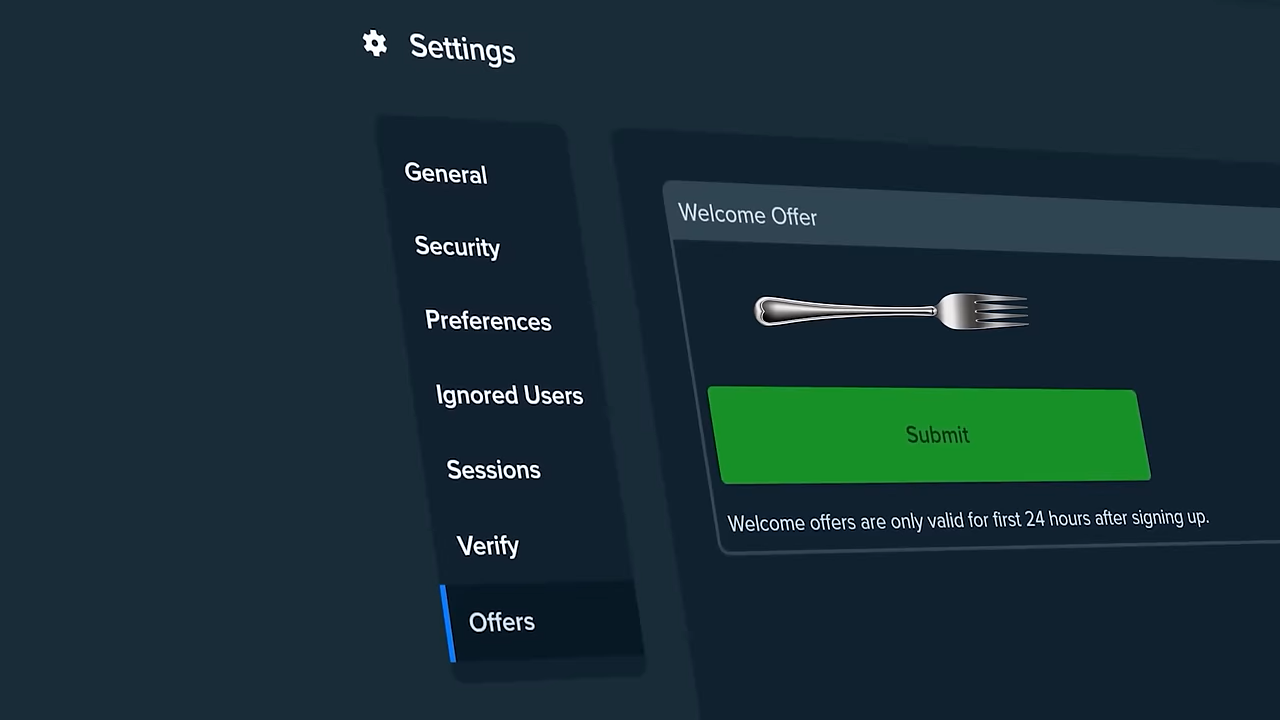 Settings
General
Security
Preferences
Ignored Users
Sessions
Verify
Offers
Welcome Offer
Submit
Welcome offers are only valid for first 24 hours after signing up.